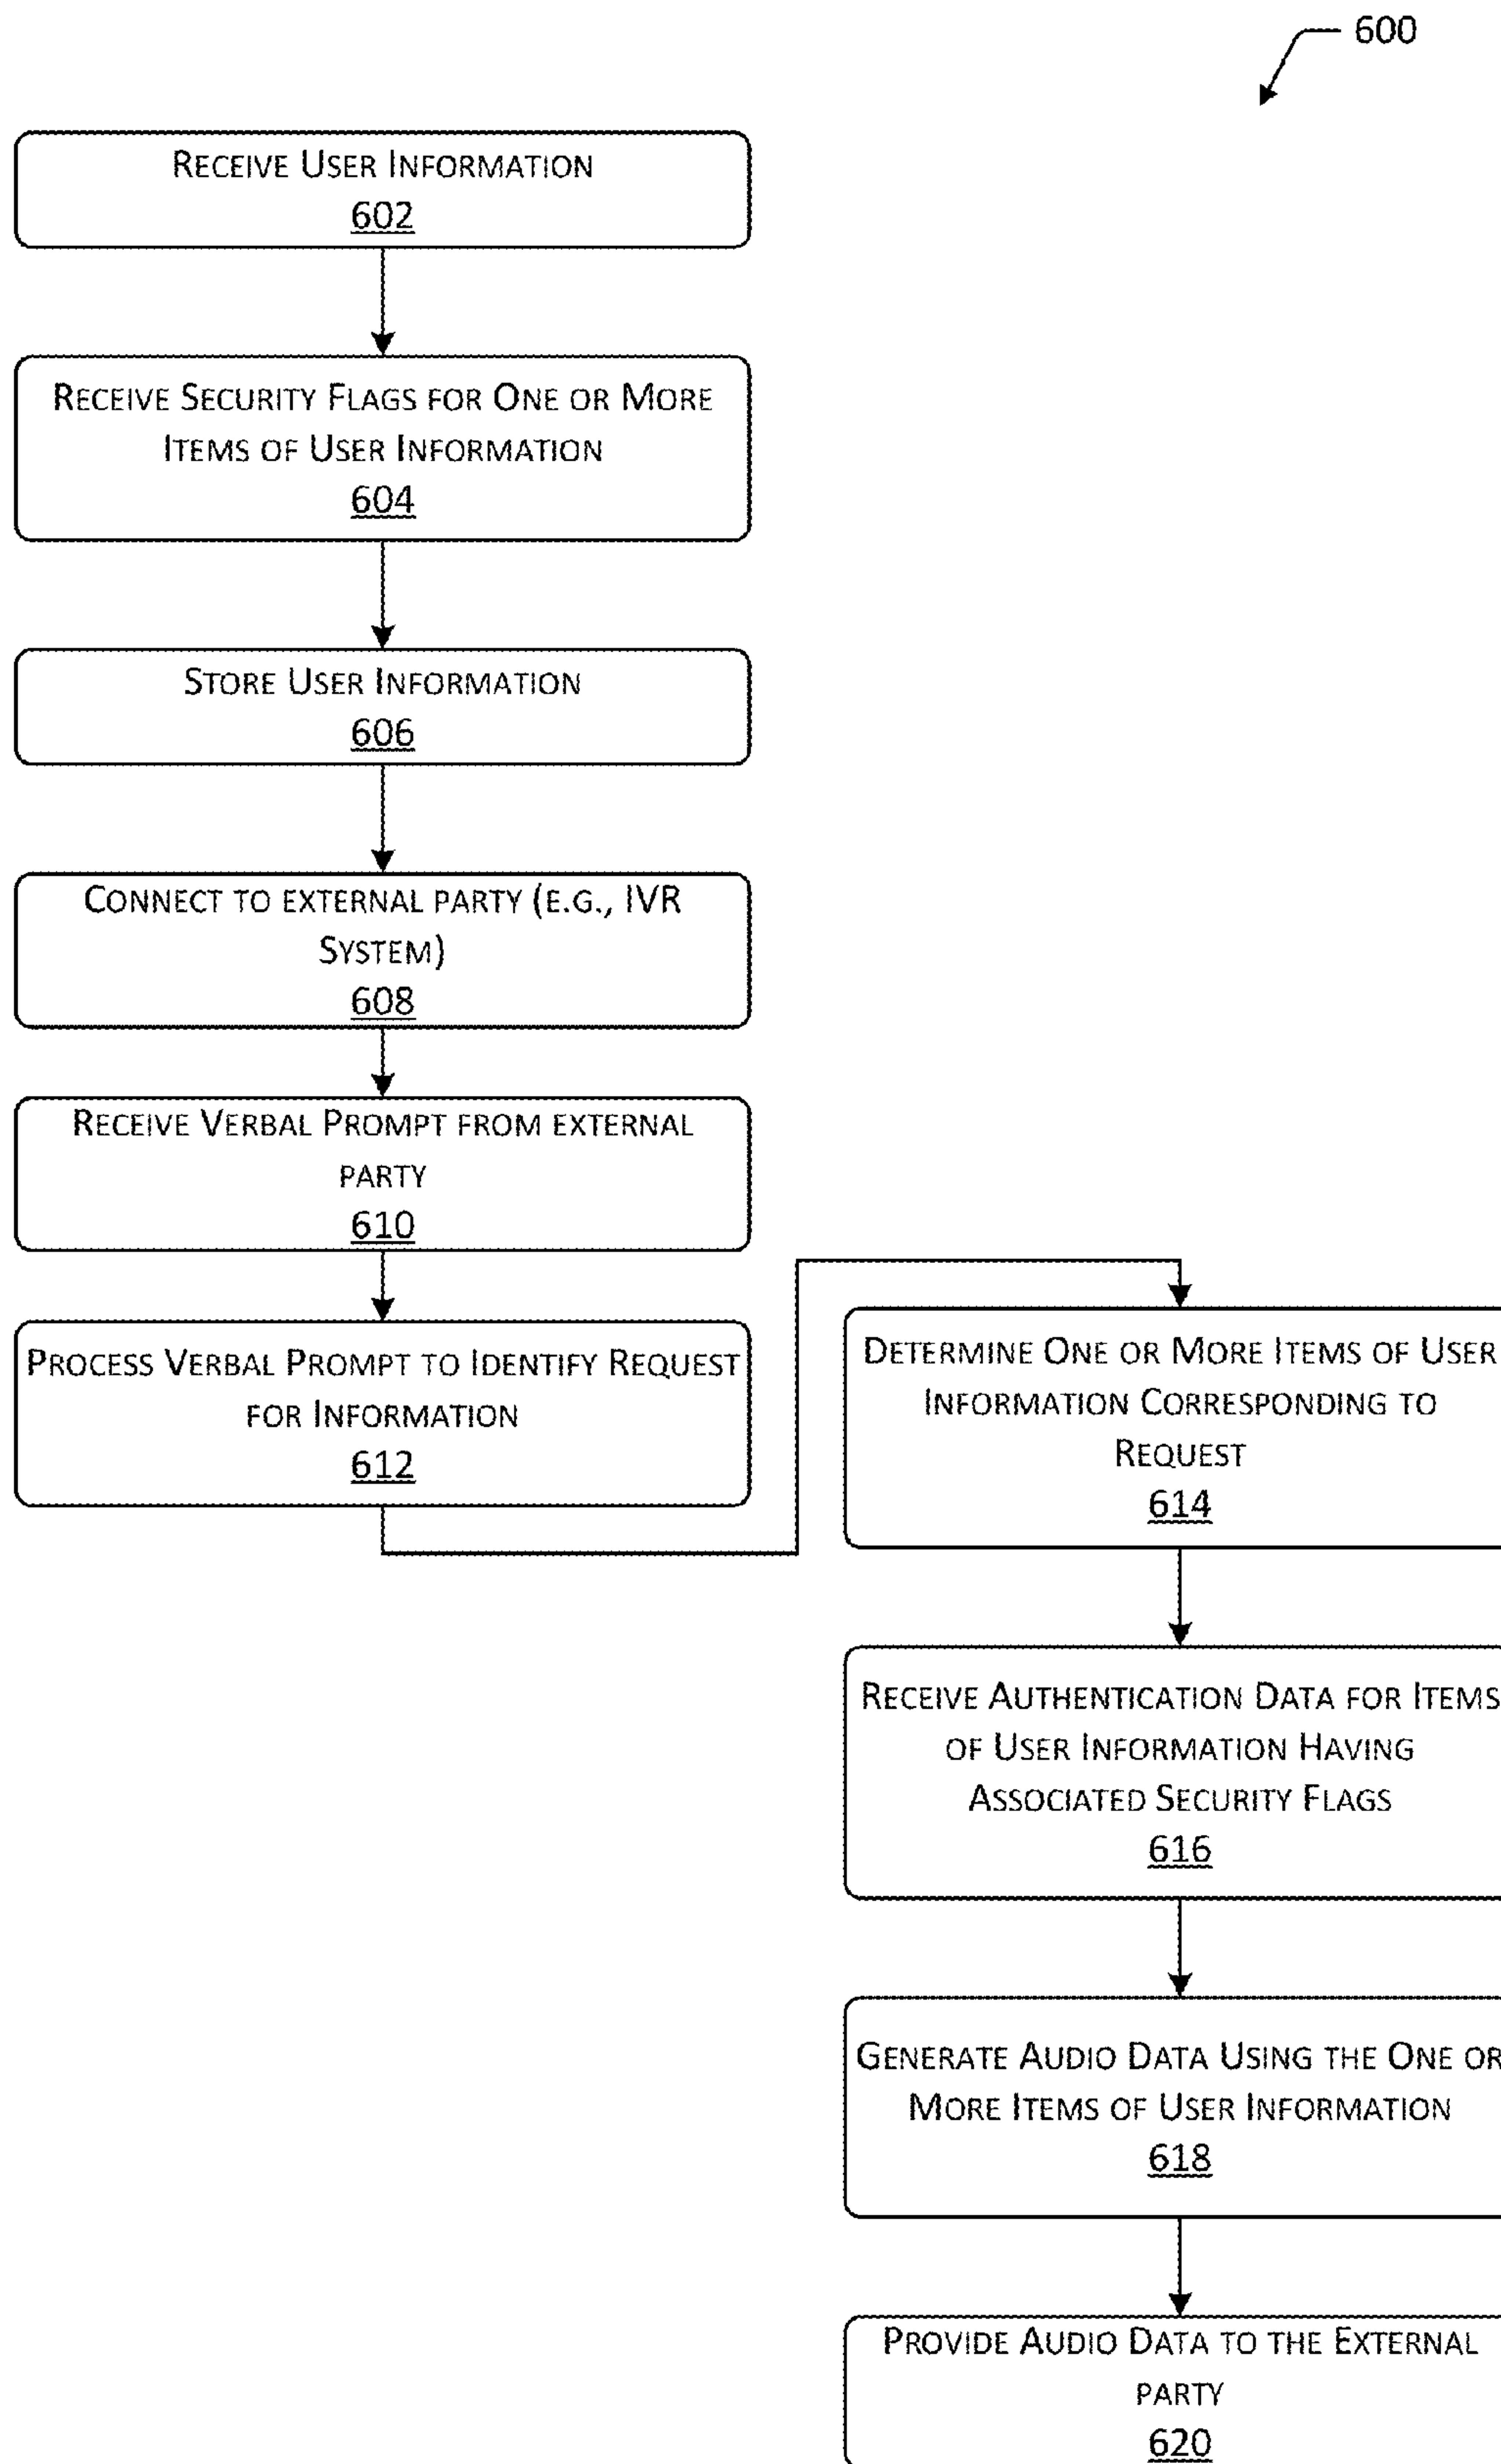 600
RECEIVE USER INFORMATION
602
RECEIVE SECURITY FLAGS FOR ONE OR MORE
ITEMS OF USER INFORMATION
604
STORE USER INFORMATION
606
CONNECT TO EXTERNAL PARTY (E.G., IVR
SYSTEM)
608
RECEIVE VERBAL PROMPT FROM EXTERNAL
PARTY
610
PROCESS VERBAL PROMPT TO IDENTIFY REQUEST
FOR INFORMATION
612
DETERMINE ONE OR MORE ITEMS OF USER
INFORMATION CORRESPONDING TO
REQUEST
614
RECEIVE AUTHENTICATION DATA FOR ITEMS
OF USER INFORMATION HAVING
ASSOCIATED SECURITY FLAGS
616
GENERATE AUDIO DATA USING THE ONE OR
MORE ITEMS OF USER INFORMATION
618
PROVIDE AUDIO DATA TO THE EXTERNAL
PARTY
620